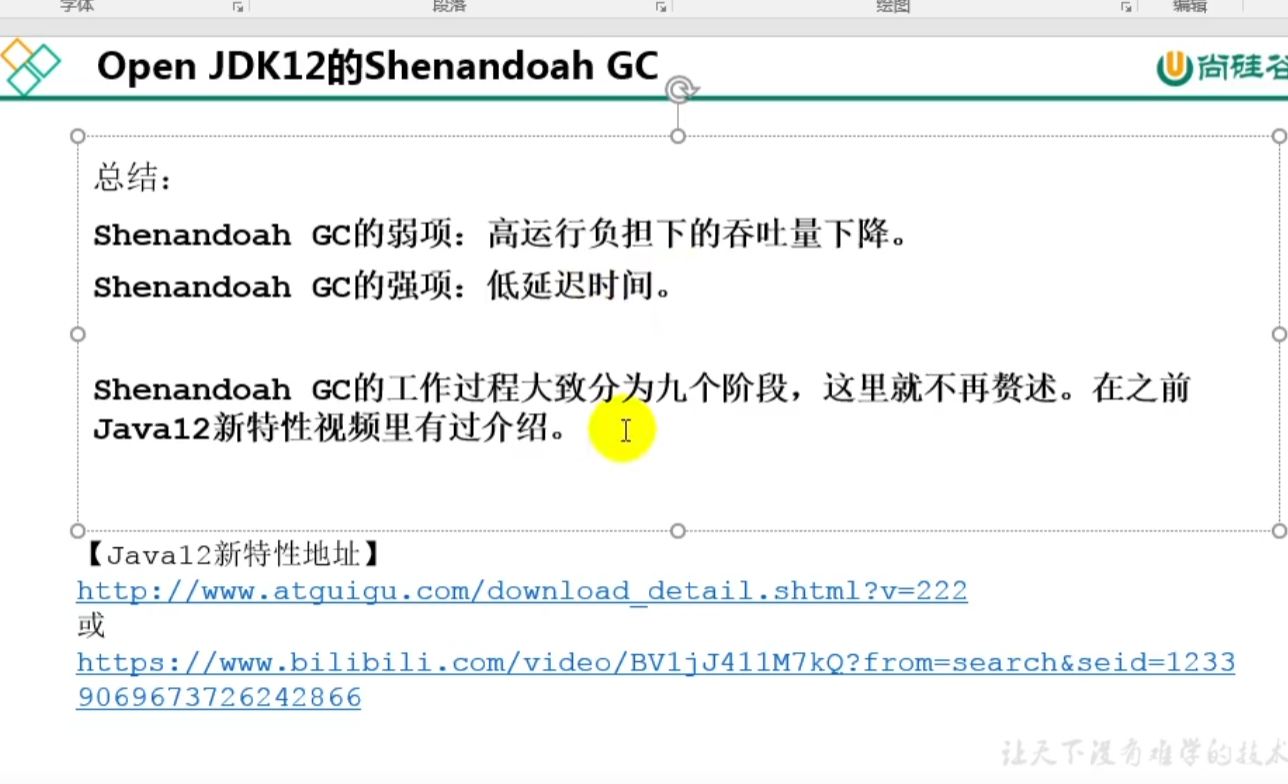 字体
段落
绘图
编辑
Open JDK12的Shenandoah GC
尚硅谷
总结：
Shenandoah GC的弱项：高运行负担下的吞吐量下降。
Shenandoah GC的强项：低延迟时间。
Shenandoah GC的工作过程大致分为九个阶段，这里就不再赘述。在之前
Java12新特性视频里有过介绍。
【Java12新特性地址】
http://www.atguigu.com/download_detail.shtml?v=222
或
https://www.bilibili.com/video/BV1jJ411M7kQ?from=search&seid=1233
9069673726242866
让天下没有难学的技术